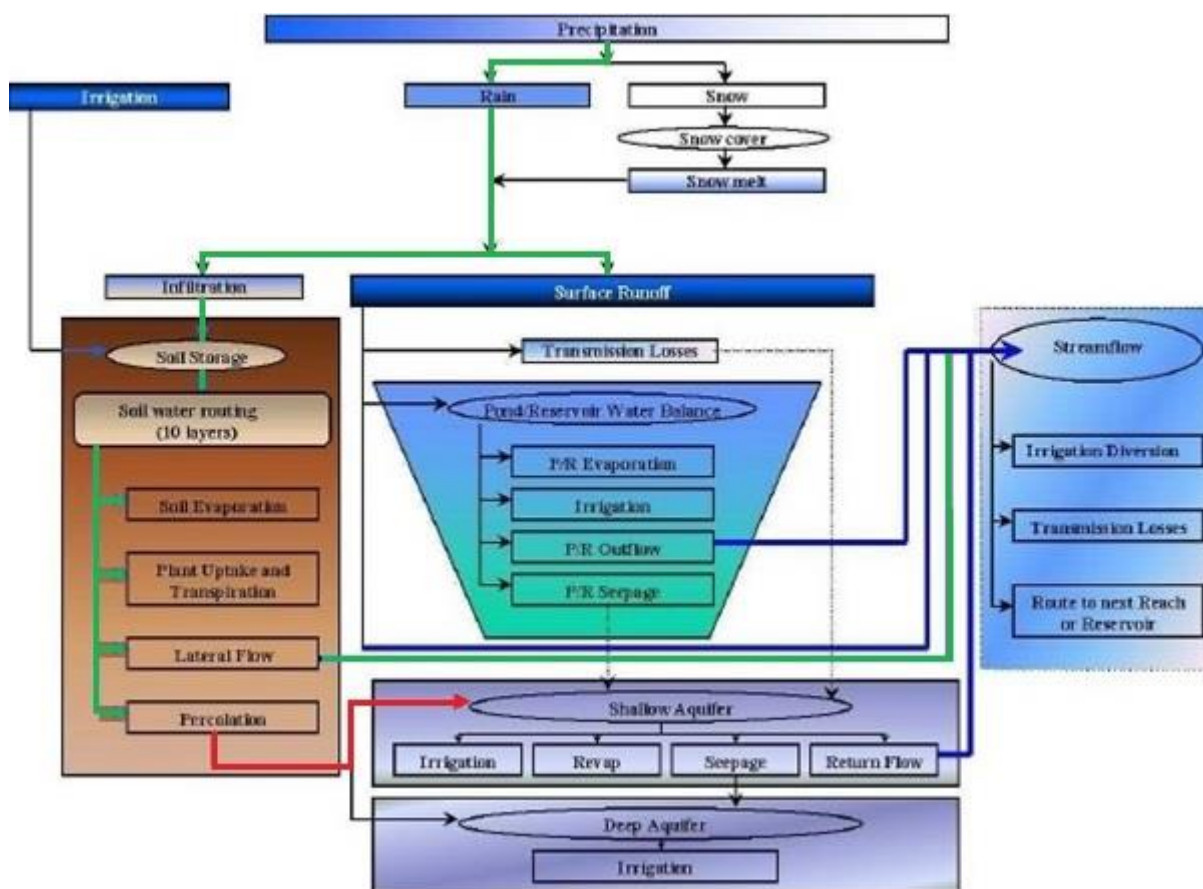 Precipitation
Irrigation
Rain
Snow
Snow cover
Snow melt
Infiltration
Surface Runoff
Soil Storage
Transmission Losses
Streamflow
Soil water routing
(10 layers)
Pond/Reservoir Water Balance
P/R Evaporation
Irrigation
P/R Outflow
P/R Seepage
Irrigation Diversion
Transmission Losses
Route to next Reach
or Reservoir
Soil Evaporation
Plant Uptake and
Transpiration
Lateral Flow
Percolation
Shallow Aquifer
Irrigation
Revap
Seepage
Return Flow
Deep Aquifer
Irrigation